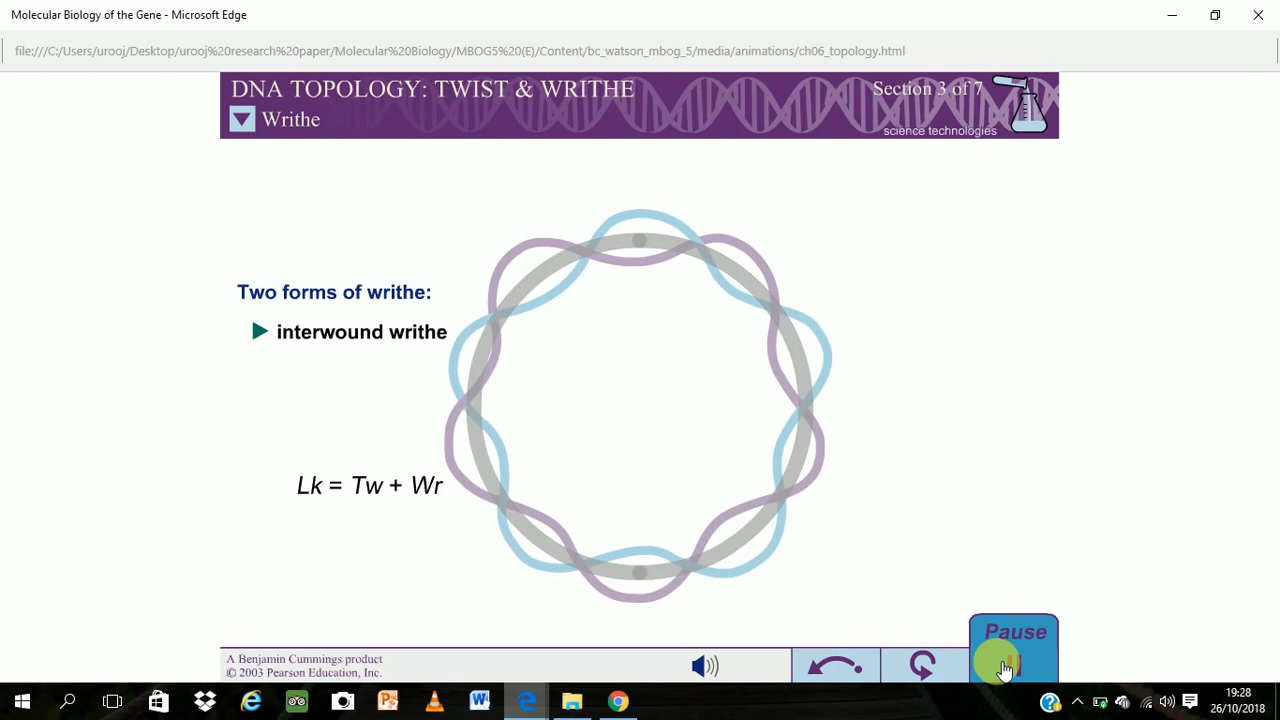 Molecular Biology of the Gene - Microsoft Edge
file:///C:/Users/urooj/Desktop/urooj%20research%20paper/Molecular%20Biology/MBOG5%20(E)/Content/bc_watson_mbog_5/media/animations/ch06_topology.html
DNA TOPOLOGY: TWIST & WRITHE
Section 3 of 7
Writhe
science technologies
Two forms of writhe:
interwound writhe
Lk = Tw + Wr
Pause
A Benjamin Cummings product
© 2003 Pearson Education, Inc.
19:28
26/10/2018